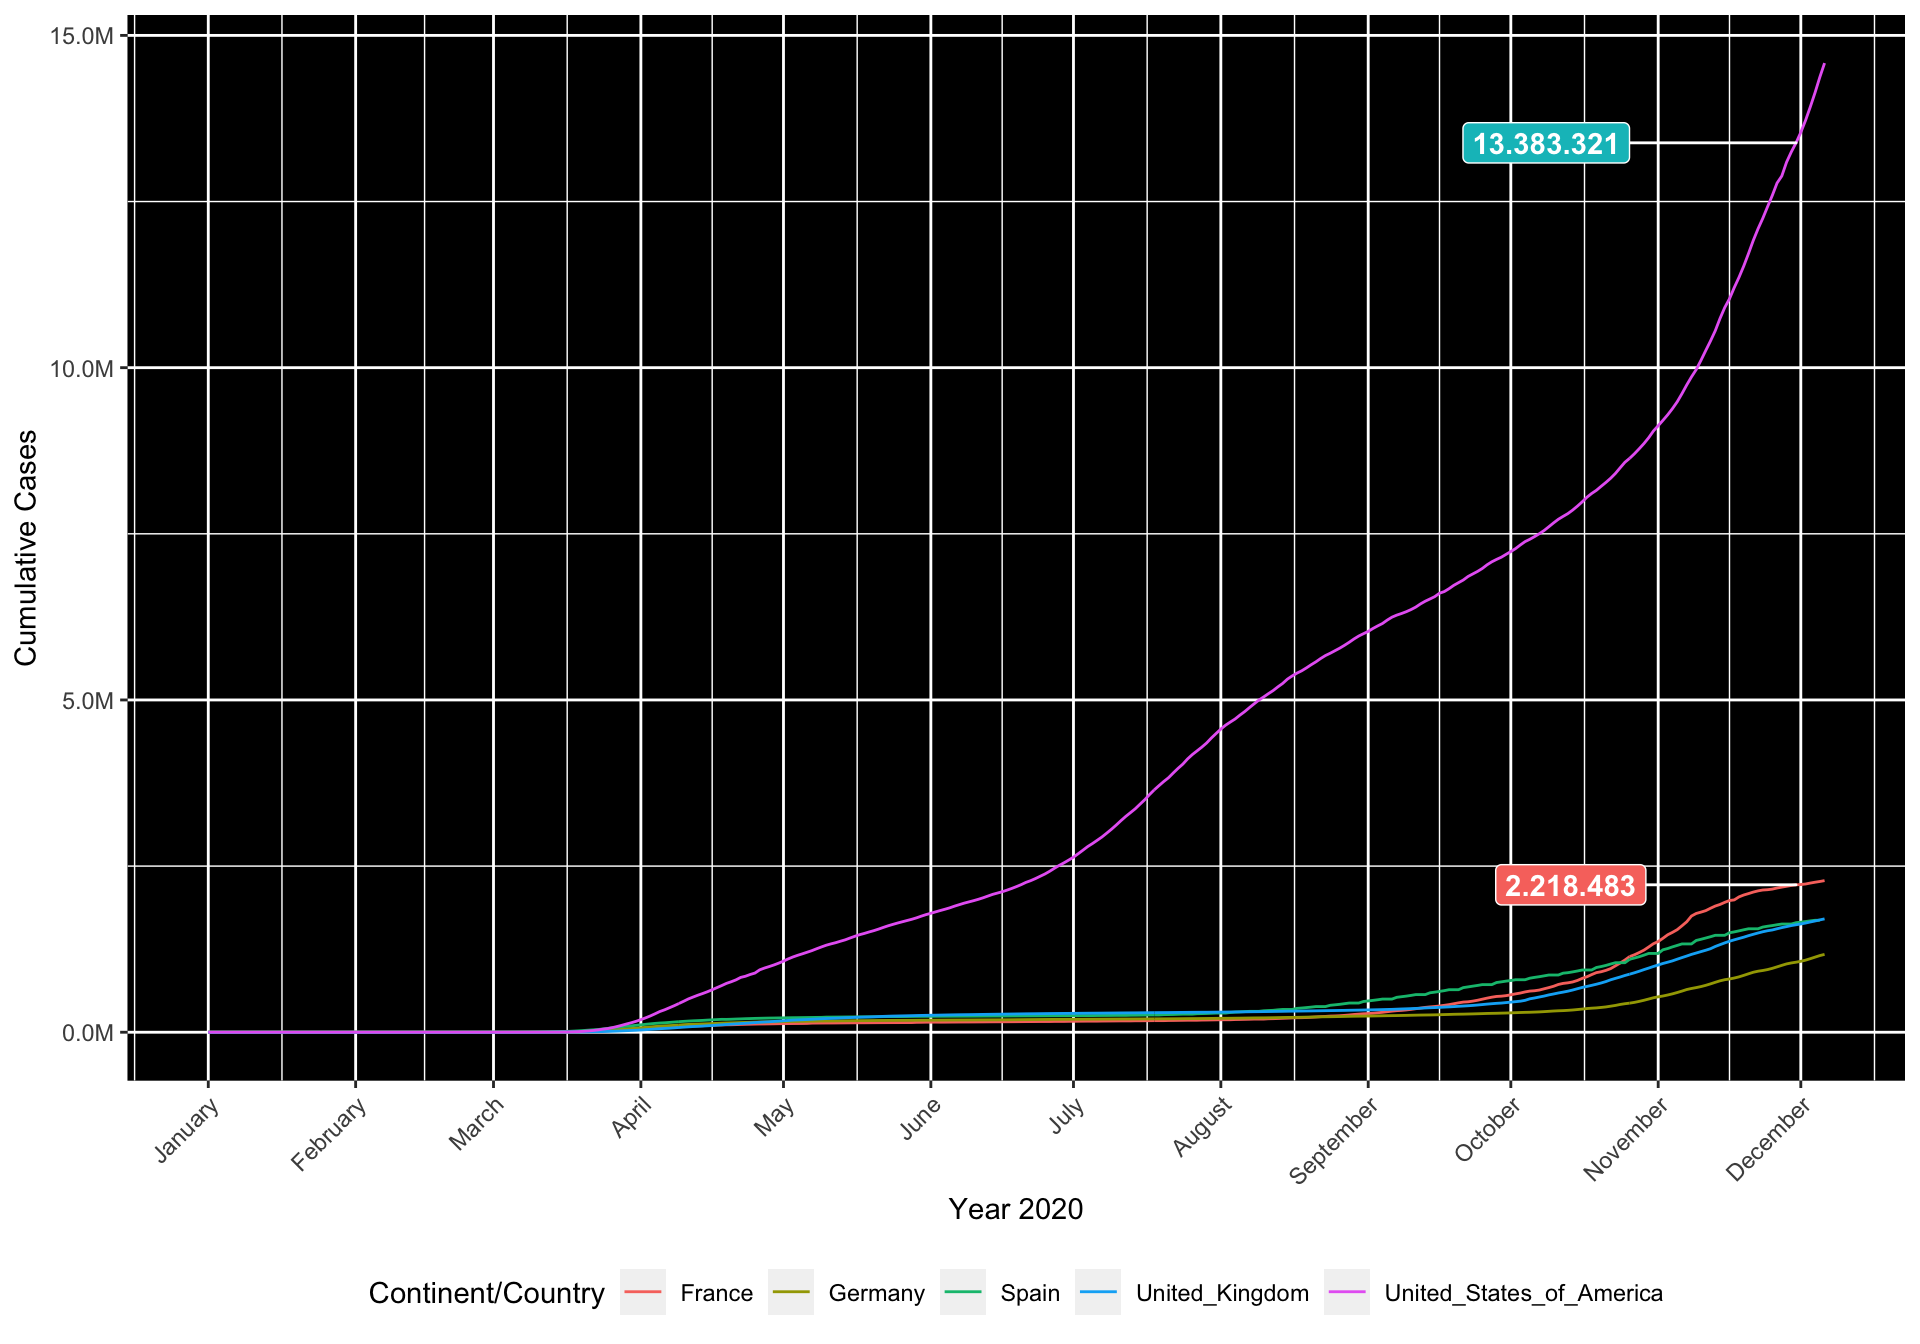 15.0M
10.0M
5.0M
0.0M
Cumulative Cases
13.383.321
2.218.483
January
February
March
April
May
June
July
August
September
October
November
December
Year 2020
Continent/Country France Germany Spain United_Kingdom United_States_of_America